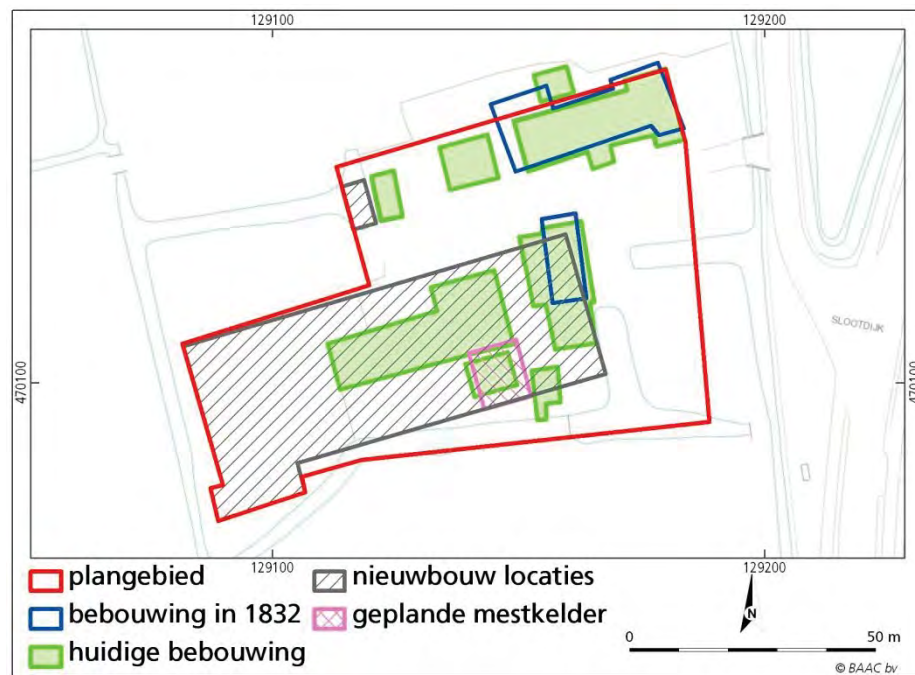 129100
129200
470100
470100
SLOOTDIJK
129100
129200
plangebied
nieuwbouw locaties
bebouwing in 1832
geplande mestkelder
huidige bebouwing
N
0
50 m
© BAAC bv